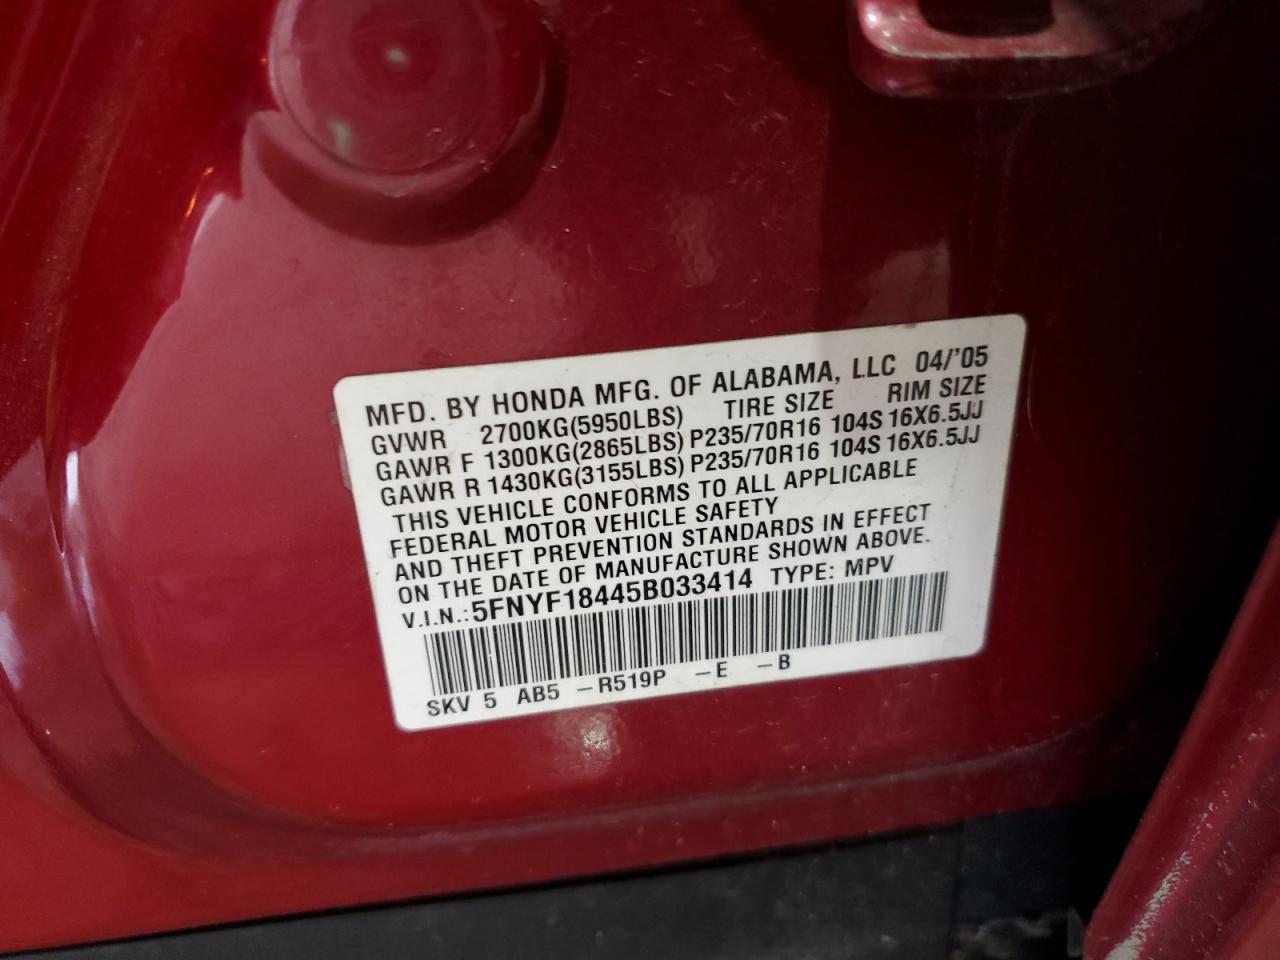 MFD. BY HONDA MFG. OF ALABAMA, LLC 04/'05
GVWR 2700KG(5950LBS) TIRE SIZE RIM SIZE
GAWR F 1300KG(2865LBS) P235/70R16 104S 16X6.5JJ
GAWR R 1430KG(3155LBS) P235/70R16 104S 16X6.5JJ
THIS VEHICLE CONFORMS TO ALL APPLICABLE
FEDERAL MOTOR VEHICLE SAFETY
AND THEFT PREVENTION STANDARDS IN EFFECT
ON THE DATE OF MANUFACTURE SHOWN ABOVE.
V.I.N.: 5FNYF18445B033414 TYPE: MPV
SKV 5 AB5 -R519P -E -B